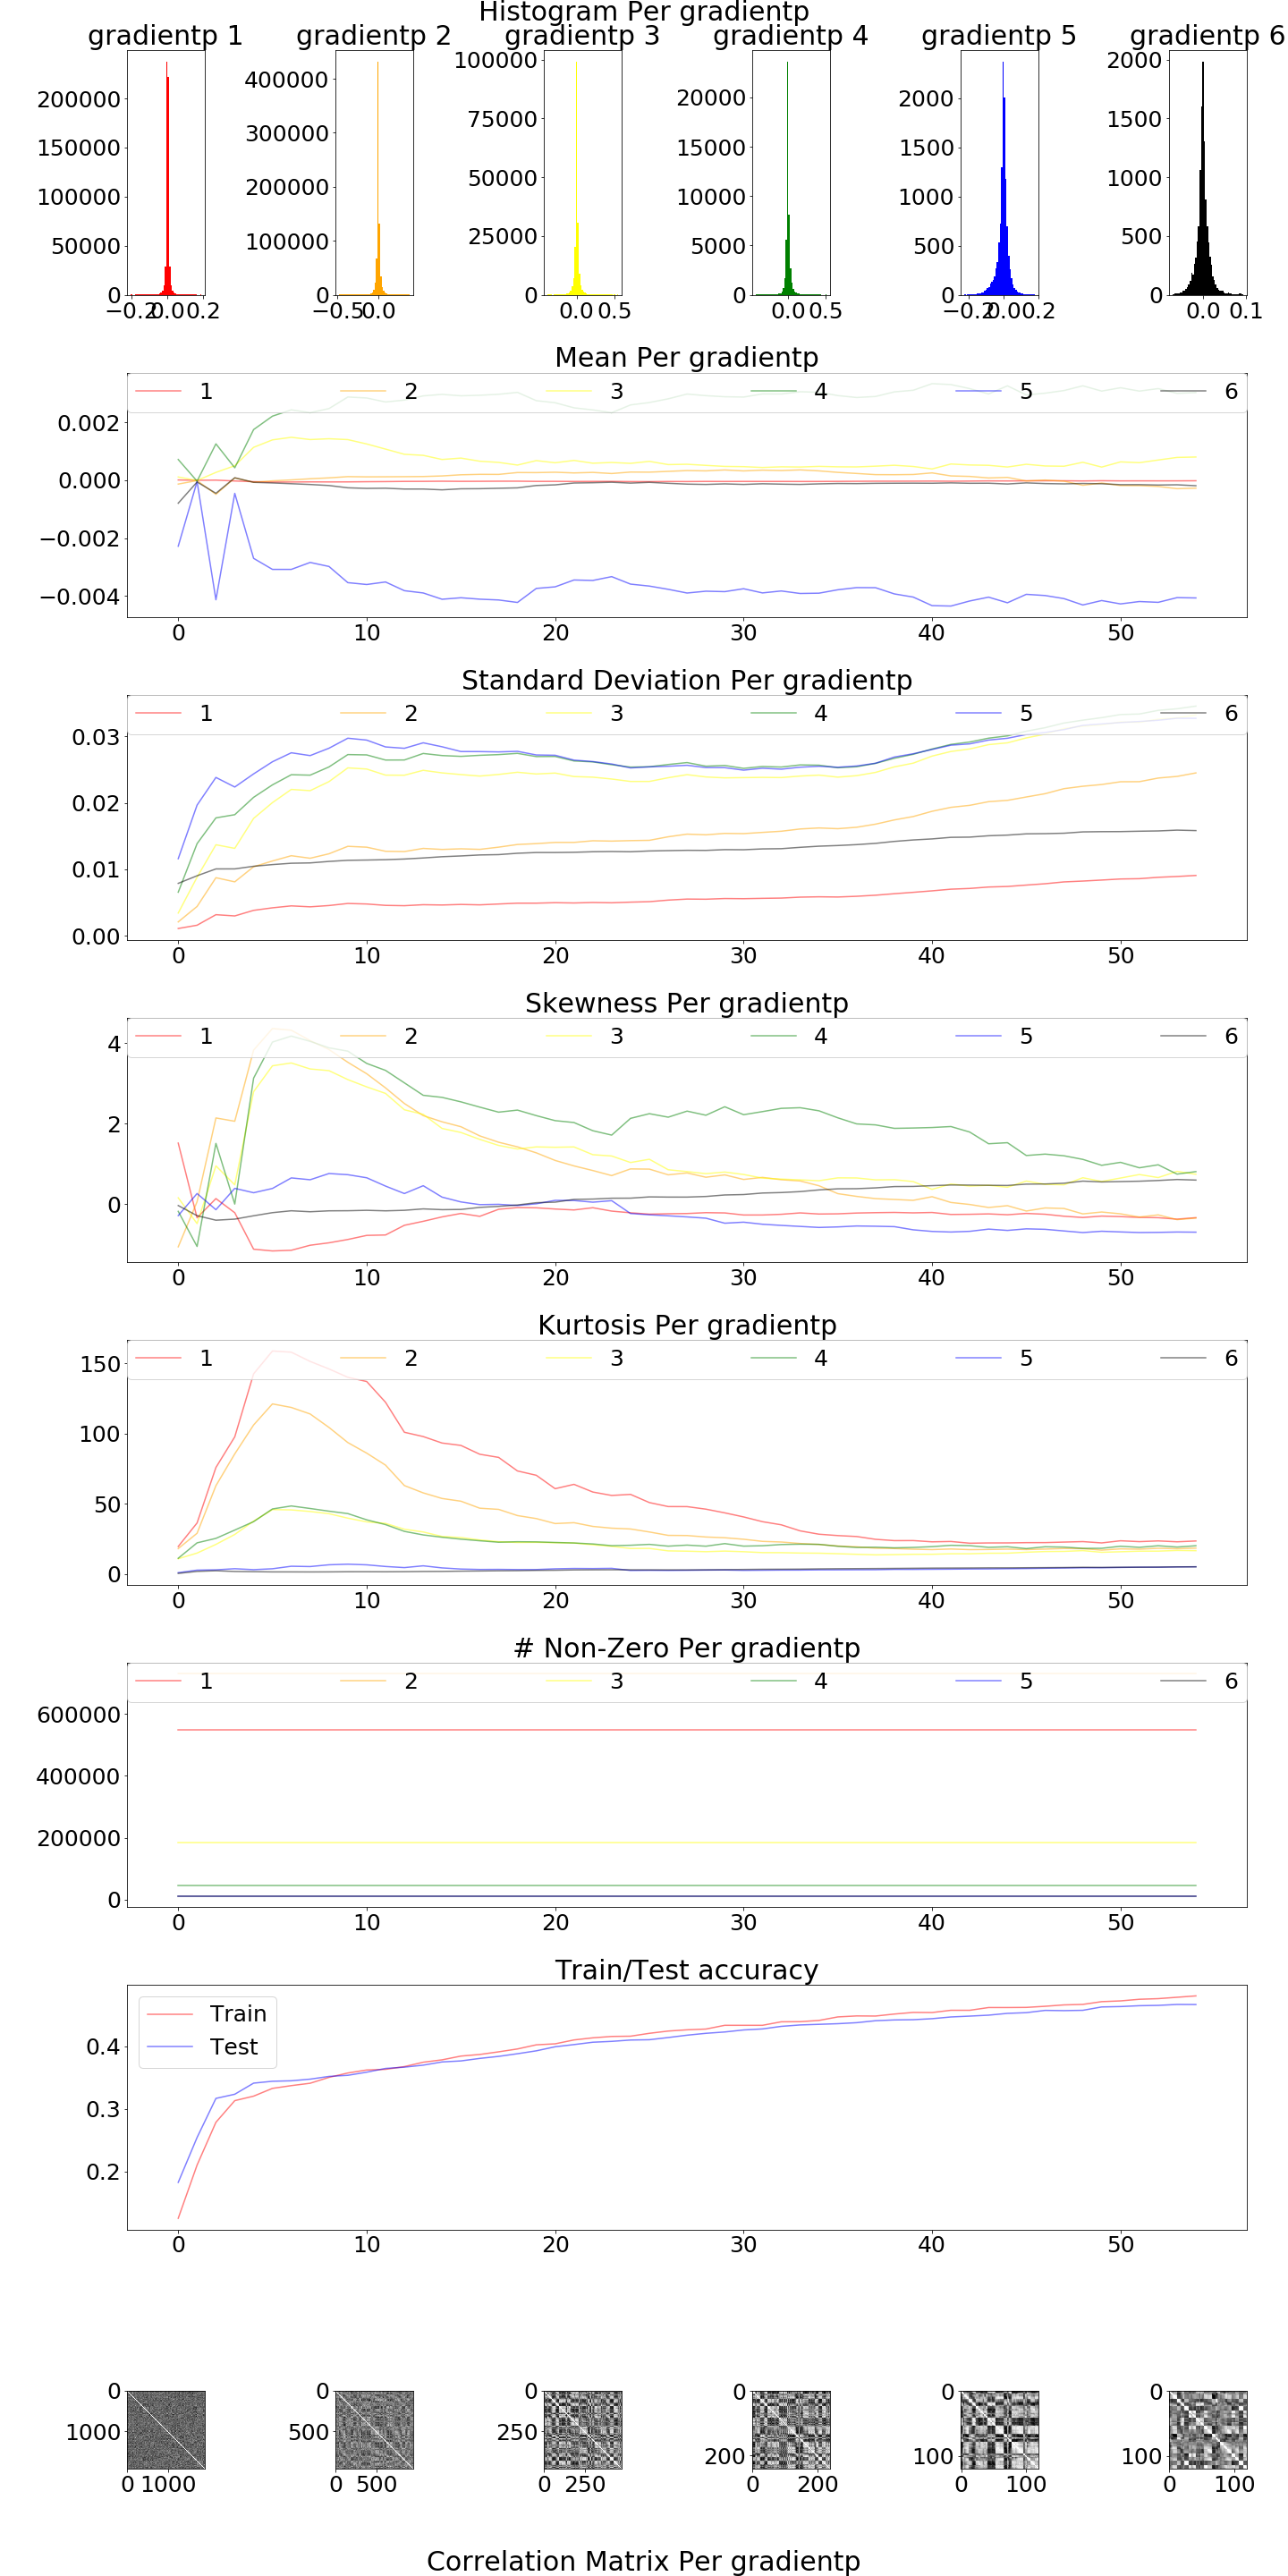 Histogram Per gradientp
gradientp 1 gradientp 2 gradientp 3 gradientp 4 gradientp 5 gradientp 6
200000 150000 100000 50000 0
−0.2 0.0 0.2
400000 300000 200000 100000 0
−0.5 0.0
100000 75000 50000 25000 0
0.0 0.5
20000 15000 10000 5000 0
0.0 0.5
2000 1500 1000 500 0
−0.2 0.0 0.2
2000 1500 1000 500 0
0.0 0.1
Mean Per gradientp
1 2 3 4 5 6
0.002
0.000
−0.002
−0.004
0 10 20 30 40 50
Standard Deviation Per gradientp
1 2 3 4 5 6
0.03
0.02
0.01
0.00
0 10 20 30 40 50
Skewness Per gradientp
1 2 3 4 5 6
4
2
0
0 10 20 30 40 50
Kurtosis Per gradientp
1 2 3 4 5 6
150
100
50
0
0 10 20 30 40 50
# Non-Zero Per gradientp
1 2 3 4 5 6
600000
400000
200000
0
0 10 20 30 40 50
Train/Test accuracy
Train
Test
0.4
0.3
0.2
0 10 20 30 40 50
0 1000
0 1000
0 500
0 500
0 250
0 250
0 200
0 200
0 100
0 100
0 100
0 100
Correlation Matrix Per gradientp